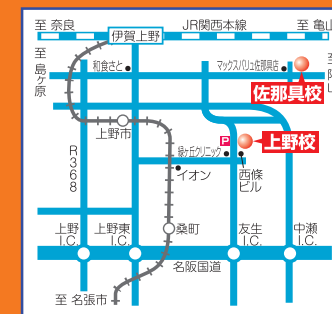 至 奈良
JR関西本線
至 亀山
伊賀上野
至 島ヶ原
和食さと
マックスバリュ佐那具店
佐那具校
上野市
R368
緑ヶ丘クリニック
P
上野校
イオン
西條
ビル
上野
I.C.
上野東
I.C.
桑町
友生
I.C.
中瀬
I.C.
名阪国道
至 名張市